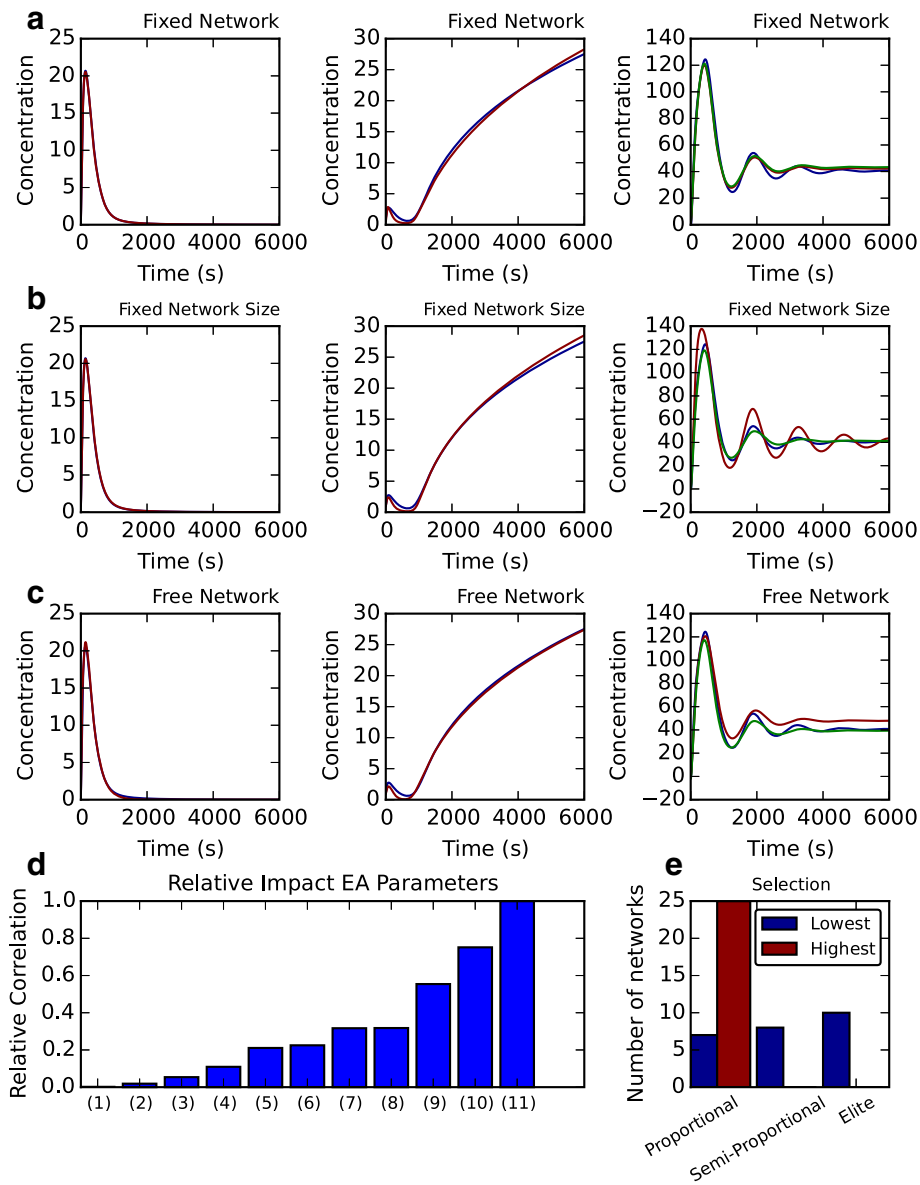 a
Fixed Network
Fixed Network
Fixed Network
25
20
15
10
5
0
Concentration
0 2000 4000 6000
Time (s)
30
25
20
15
10
5
0
Concentration
0 2000 4000 6000
Time (s)
140
120
100
80
60
40
20
0
Concentration
0 2000 4000 6000
Time (s)
b
Fixed Network Size
Fixed Network Size
Fixed Network Size
25
20
15
10
5
0
Concentration
0 2000 4000 6000
Time (s)
30
25
20
15
10
5
0
Concentration
0 2000 4000 6000
Time (s)
140
120
100
80
60
40
20
0
−20
Concentration
0 2000 4000 6000
Time (s)
c
Free Network
Free Network
Free Network
25
20
15
10
5
0
Concentration
0 2000 4000 6000
Time (s)
30
25
20
15
10
5
0
Concentration
0 2000 4000 6000
Time (s)
140
120
100
80
60
40
20
0
−20
Concentration
0 2000 4000 6000
Time (s)
d
Relative Impact EA Parameters
1.0
0.8
0.6
0.4
0.2
0.0
Relative Correlation
(1) (2) (3) (4) (5) (6) (7) (8) (9) (10) (11)
e
Selection
25
20
15
10
5
0
Number of networks
Lowest
Highest
Proportional
Semi-Proportional
Elite